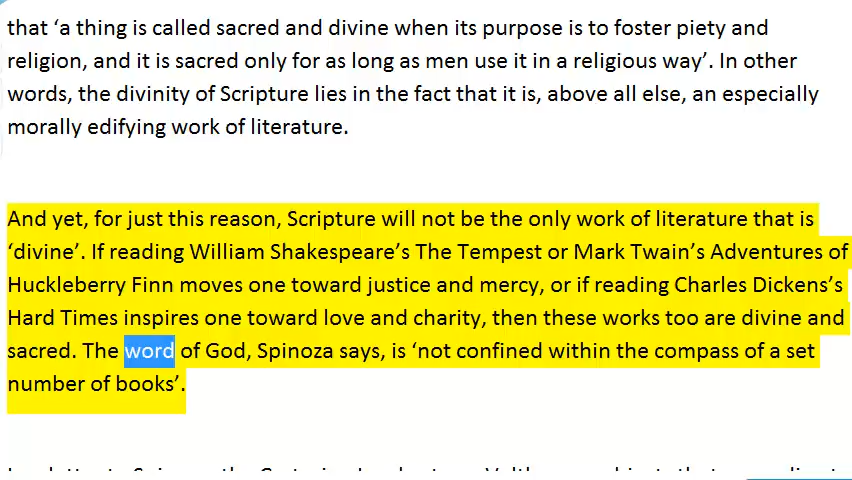 that ‘a thing is called sacred and divine when its purpose is to foster piety and
religion, and it is sacred only for as long as men use it in a religious way’. In other
words, the divinity of Scripture lies in the fact that it is, above all else, an especially
morally edifying work of literature.
And yet, for just this reason, Scripture will not be the only work of literature that is
‘divine’. If reading William Shakespeare’s The Tempest or Mark Twain’s Adventures of
Huckleberry Finn moves one toward justice and mercy, or if reading Charles Dickens’s
Hard Times inspires one toward love and charity, then these works too are divine and
sacred. The word of God, Spinoza says, is ‘not confined within the compass of a set
number of books’.